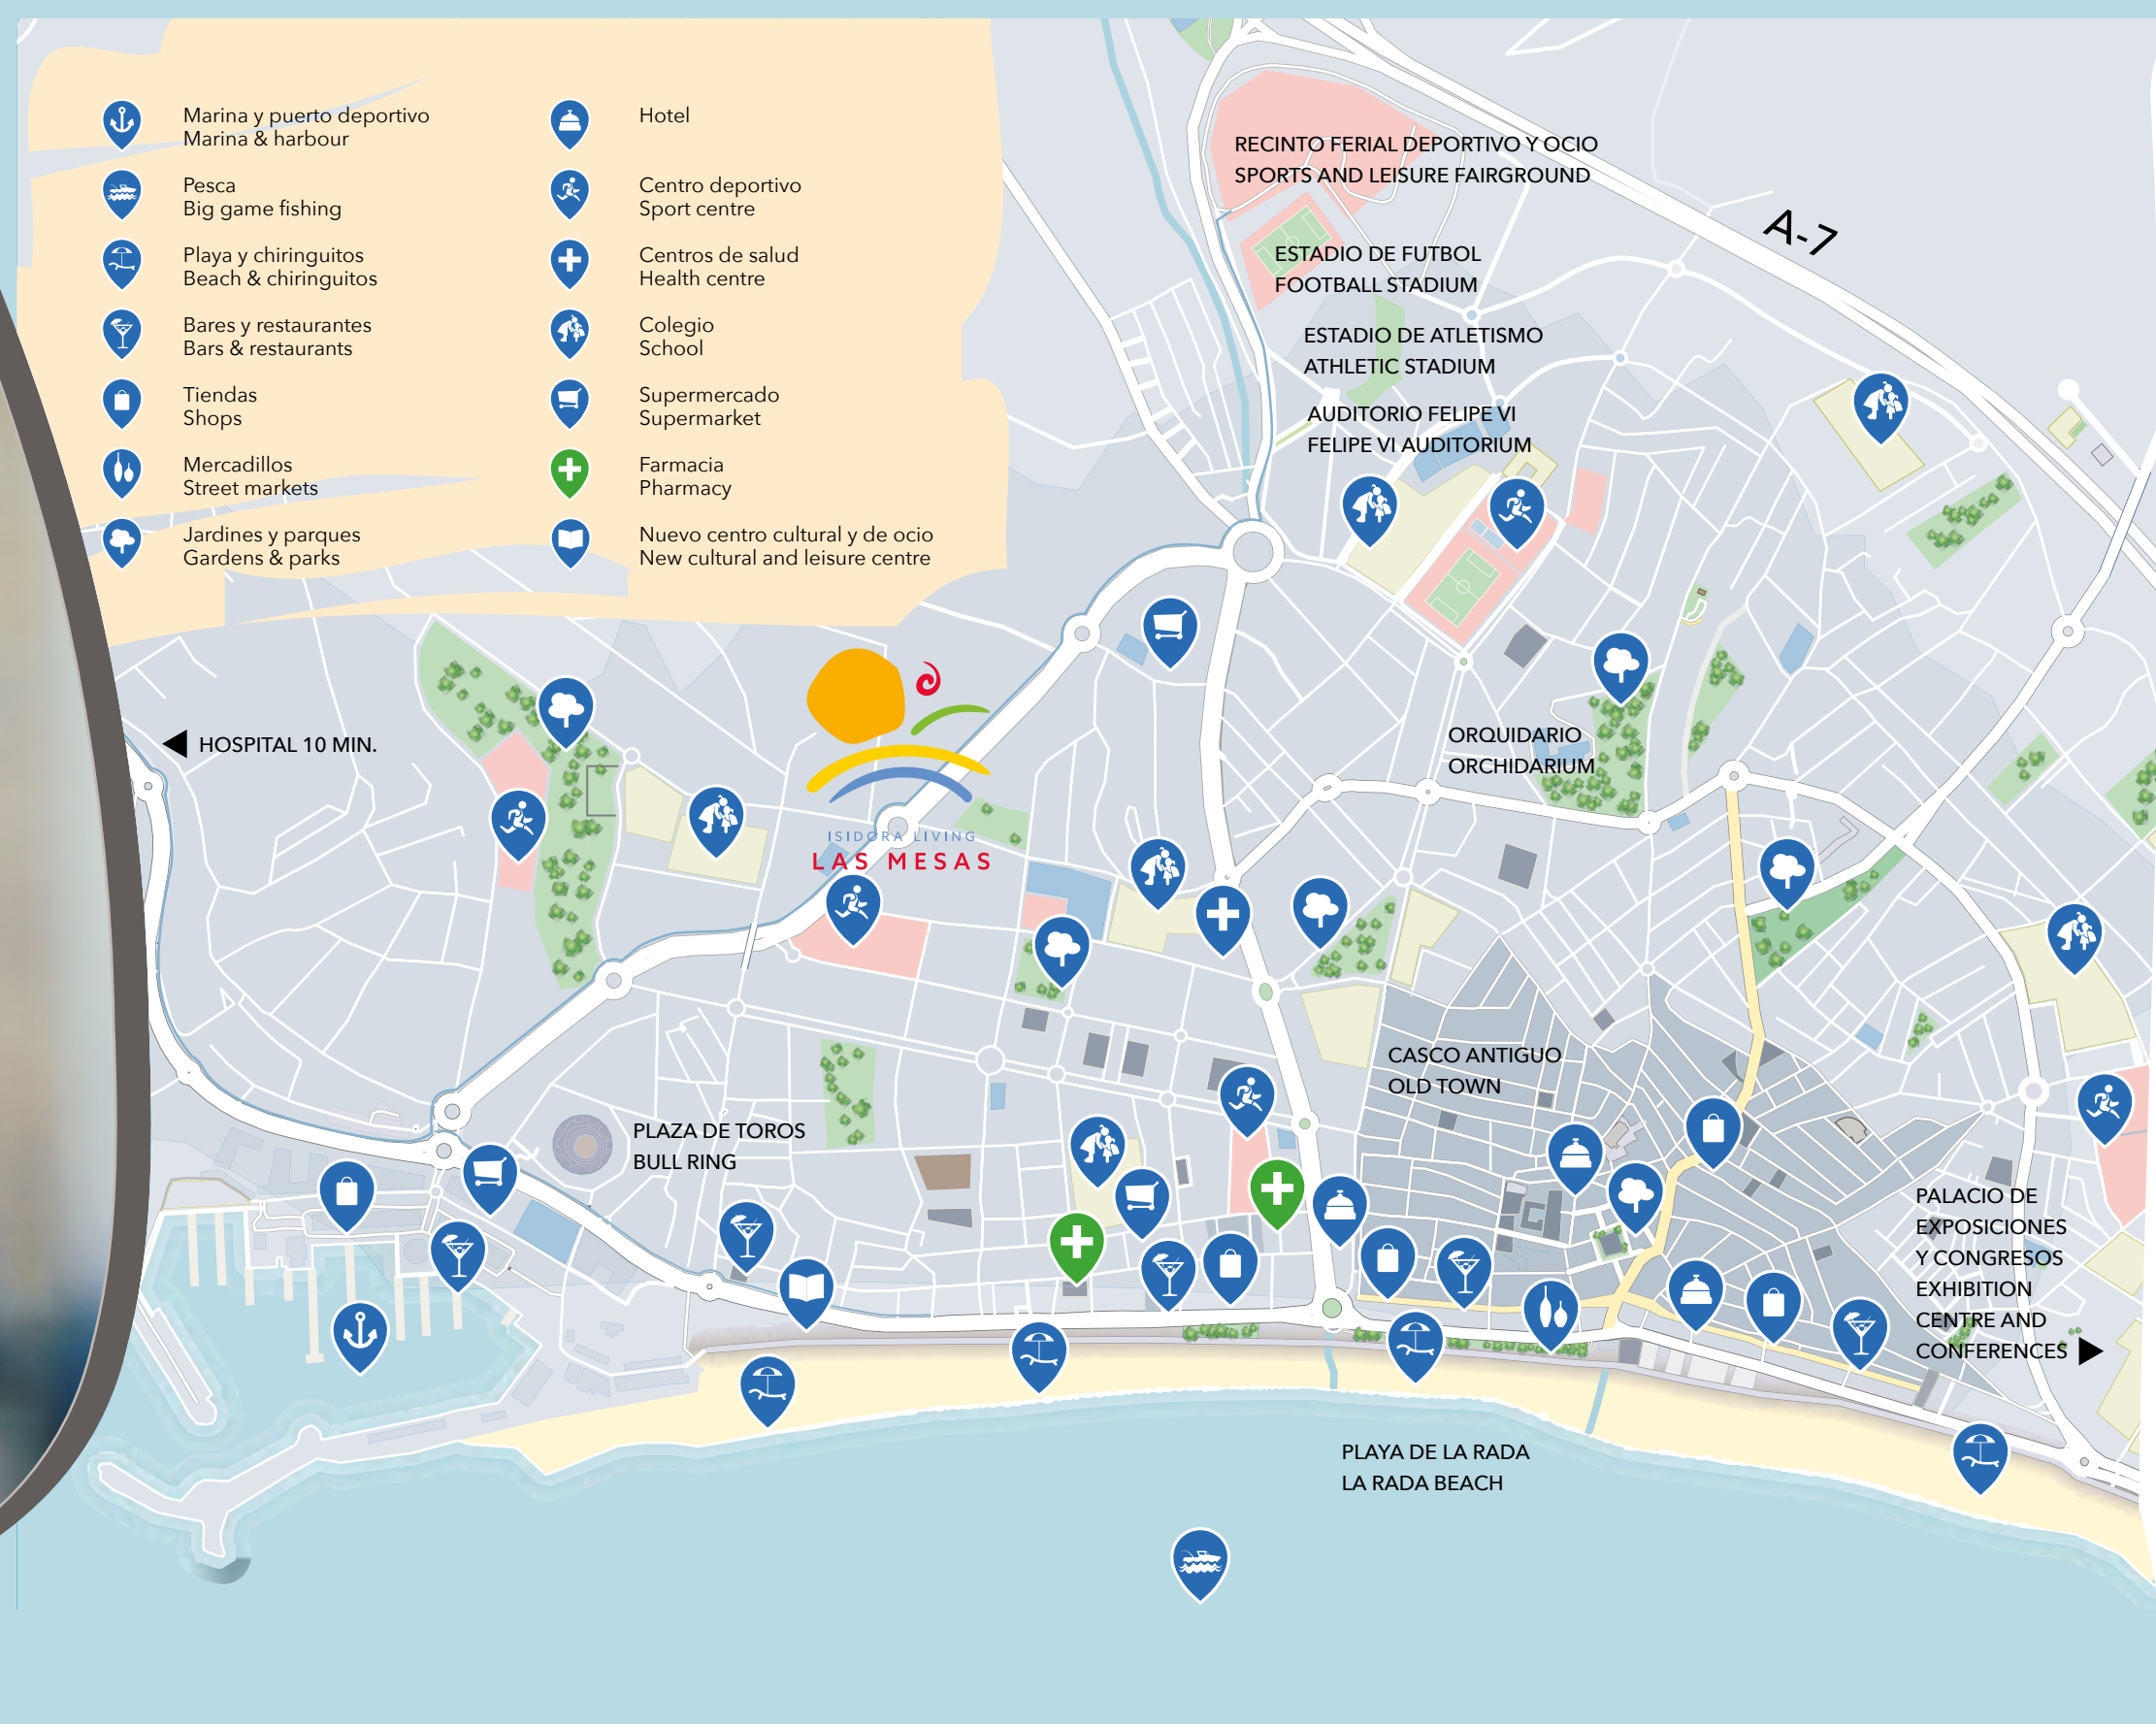 Marina y puerto deportivo
Marina & harbour
Pesca
Big game fishing
Playa y chiringuitos
Beach & chiringuitos
Bares y restaurantes
Bars & restaurants
Tiendas
Shops
Mercadillos
Street markets
Jardines y parques
Gardens & parks
Hotel
Centro deportivo
Sport centre
Centros de salud
Health centre
Colegio
School
Supermercado
Supermarket
Farmacia
Pharmacy
Nuevo centro cultural y de ocio
New cultural and leisure centre
RECINTO FERIAL DEPORTIVO Y OCIO
SPORTS AND LEISURE FAIRGROUND
A-7
ESTADIO DE FUTBOL
FOOTBALL STADIUM
ESTADIO DE ATLETISMO
ATHLETIC STADIUM
AUDITORIO FELIPE VI
FELIPE VI AUDITORIUM
HOSPITAL 10 MIN.
ORQUIDARIO
ORCHIDARIUM
ISIDORA LIVING
LAS MESAS
CASCO ANTIGUO
OLD TOWN
PLAZA DE TOROS
BULL RING
PALACIO DE
EXPOSICIONES
Y CONGRESOS
EXHIBITION
CENTRE AND
CONFERENCES
PLAYA DE LA RADA
LA RADA BEACH